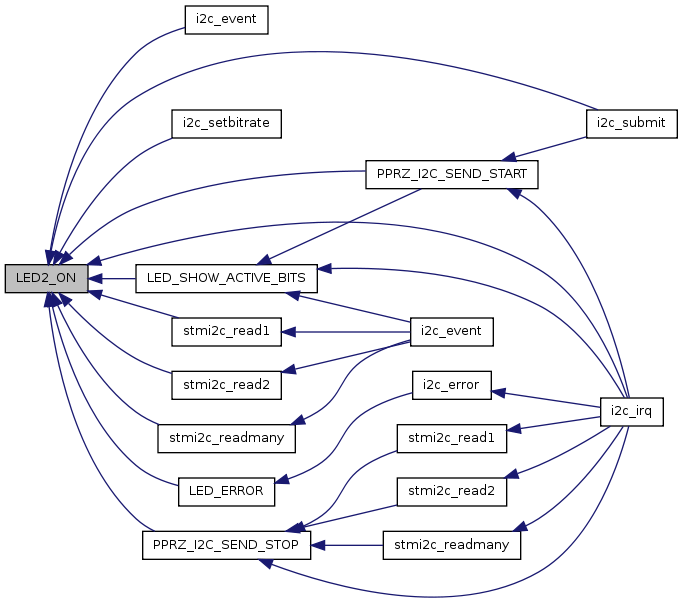 i2c_event
i2c_setbitrate
i2c_submit
PPRZ_I2C_SEND_START
LED2_ON
LED_SHOW_ACTIVE_BITS
stmi2c_read1
i2c_event
stmi2c_read2
i2c_error
i2c_irq
stmi2c_readmany
stmi2c_read1
LED_ERROR
stmi2c_read2
PPRZ_I2C_SEND_STOP
stmi2c_readmany